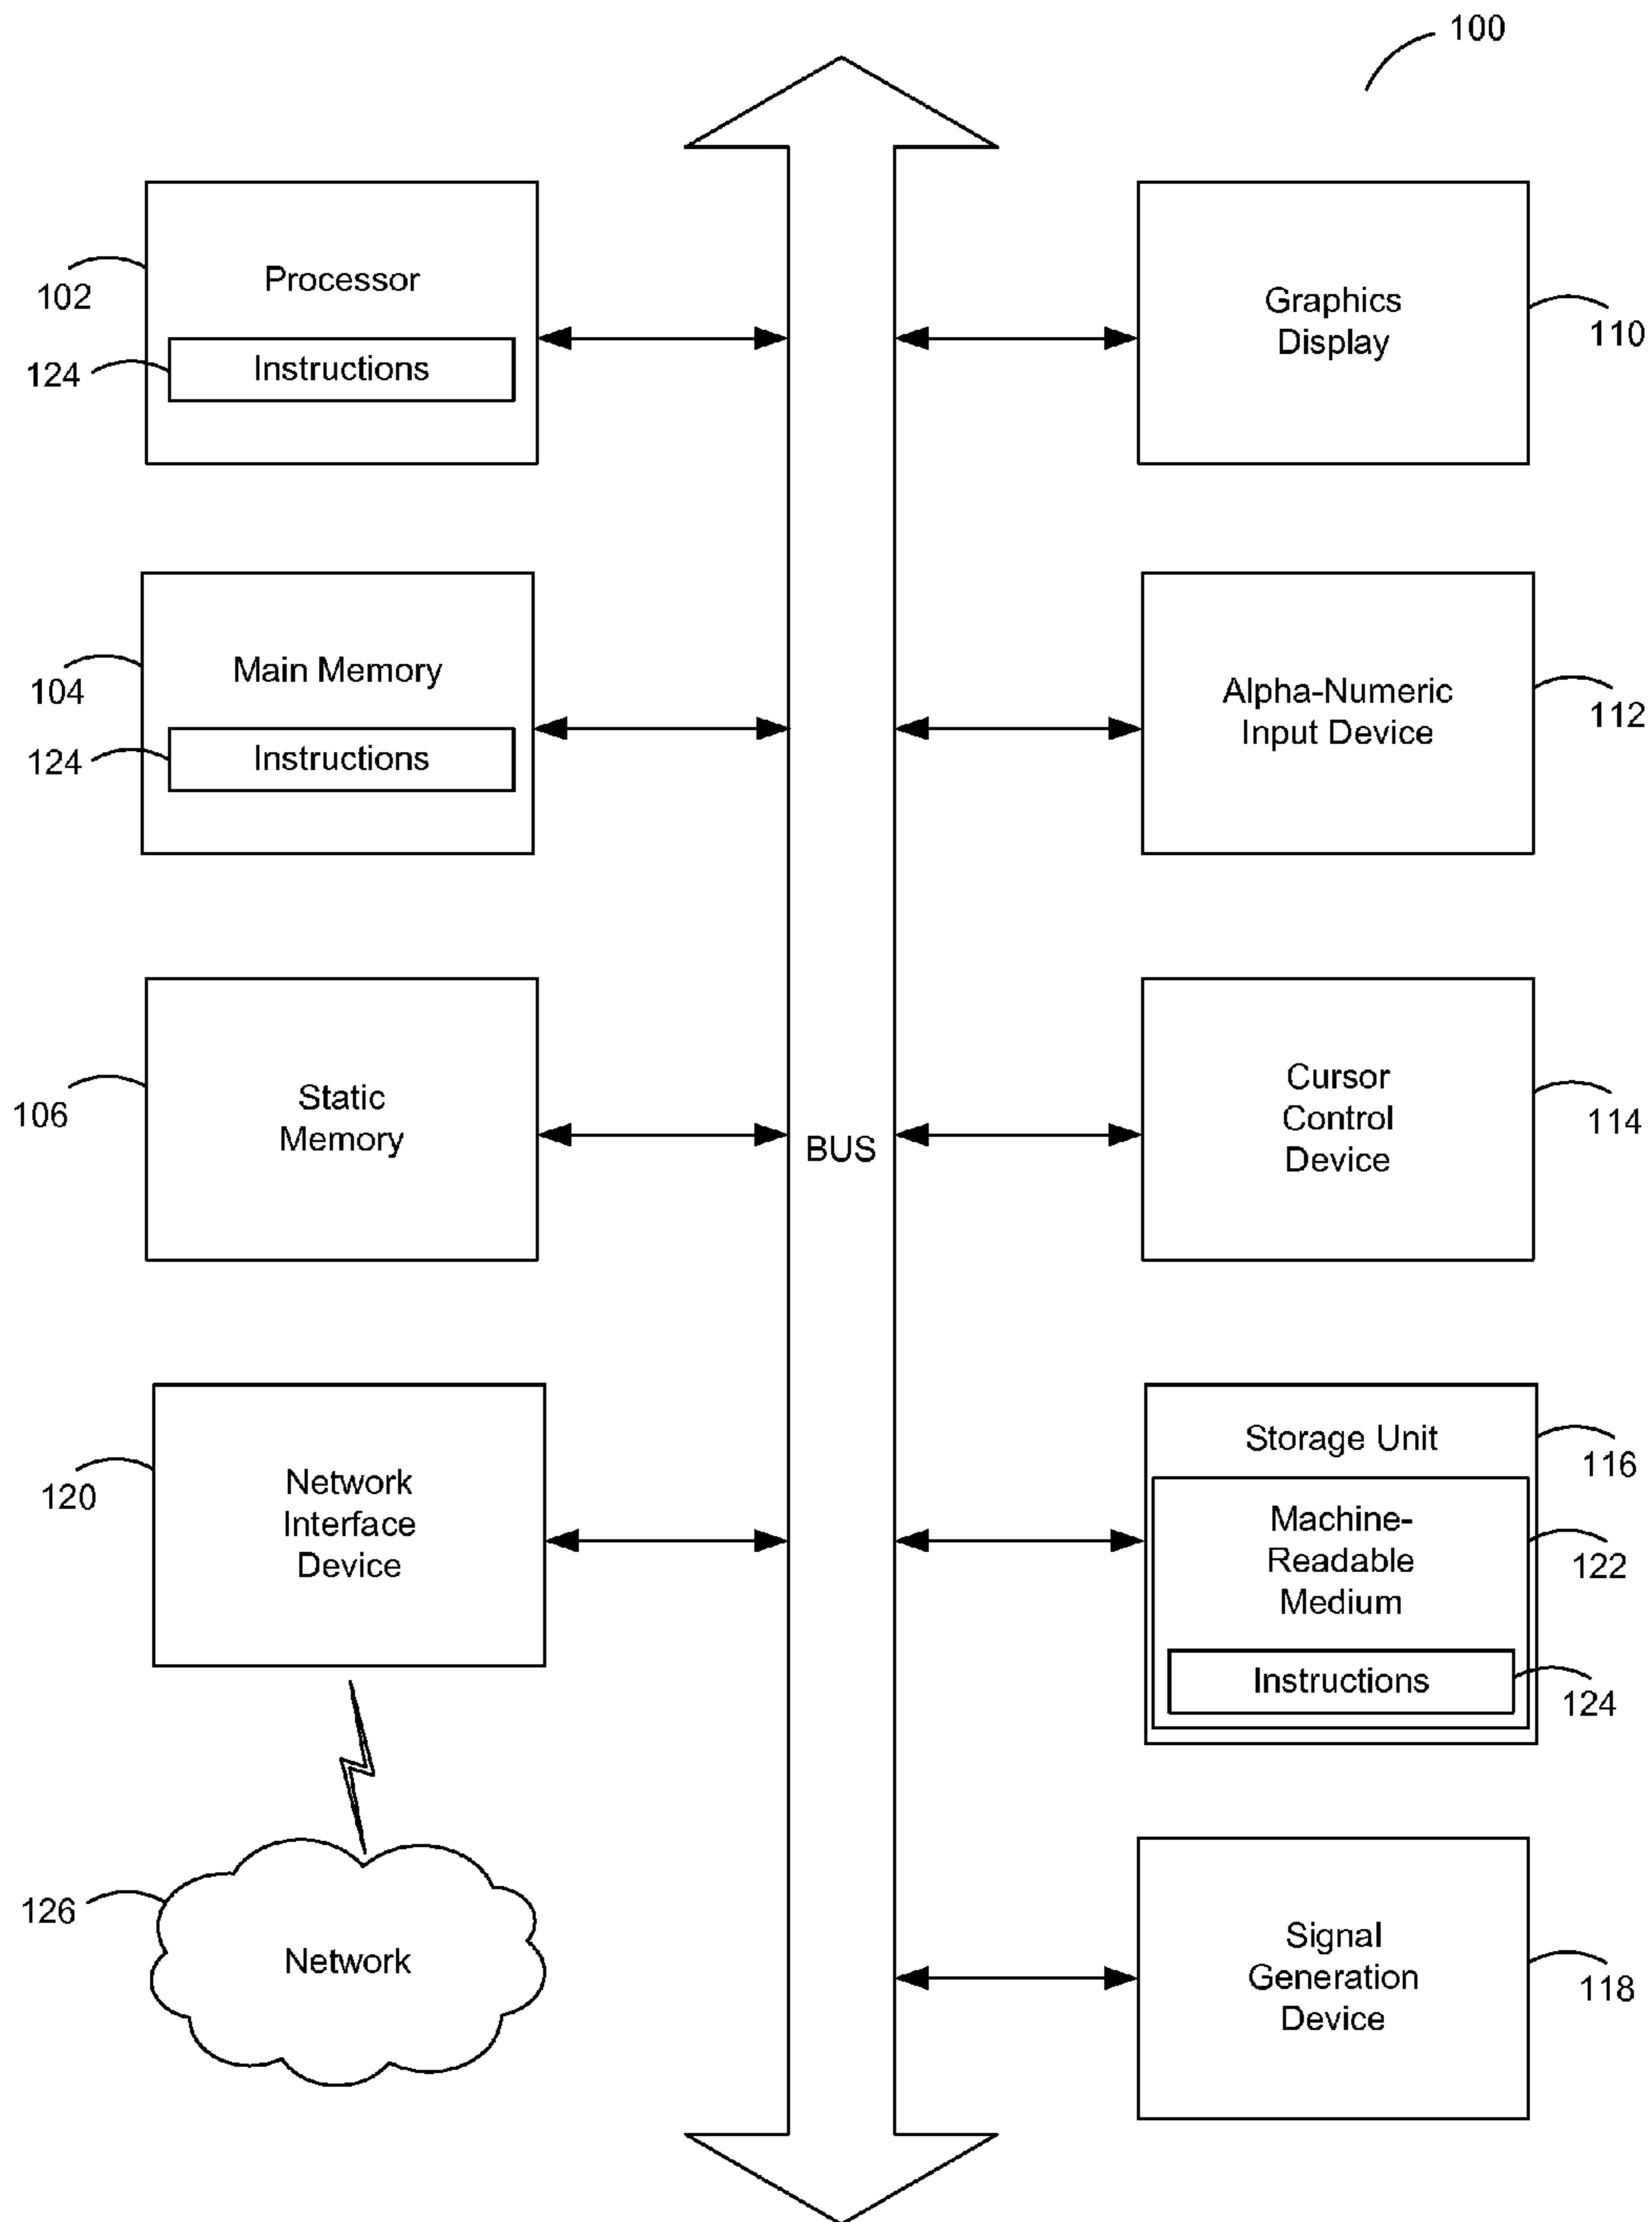 100
Processor
102
Instructions
124
Graphics
Display
110
Main Memory
104
Instructions
124
Alpha-Numeric
Input Device
112
Static
Memory
106
BUS
Cursor
Control
Device
114
Network
Interface
Device
120
Storage Unit
116
Machine-
Readable
Medium
122
Instructions
124
126
Network
Signal
Generation
Device
118